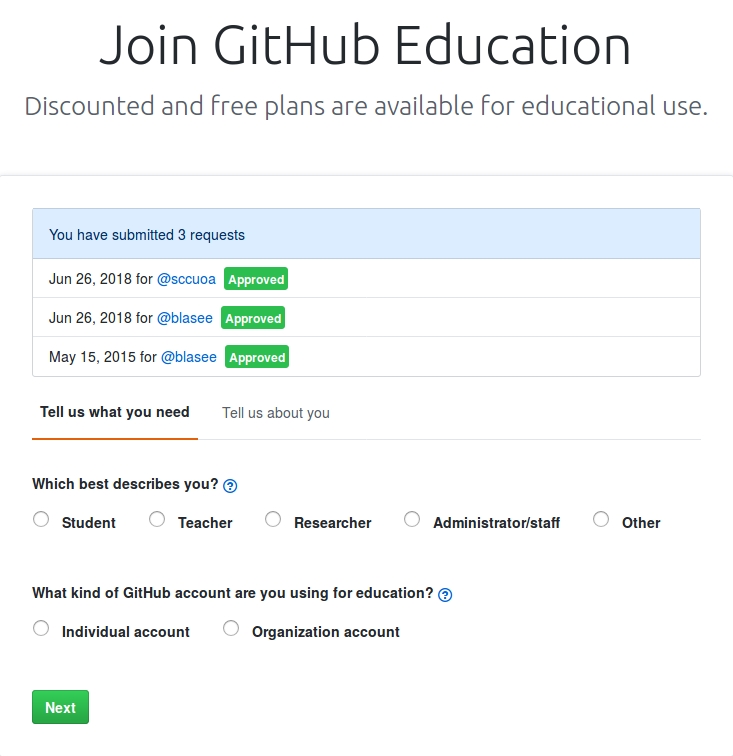 Join GitHub Education
Discounted and free plans are available for educational use.
You have submitted 3 requests
Jun 26, 2018 for @sccuoa Approved
Jun 26, 2018 for @blasee Approved
May 15, 2015 for @blasee Approved
Tell us what you need Tell us about you
Which best describes you? ?
Student Teacher Researcher Administrator/staff Other
What kind of GitHub account are you using for education? ?
Individual account Organization account
Next